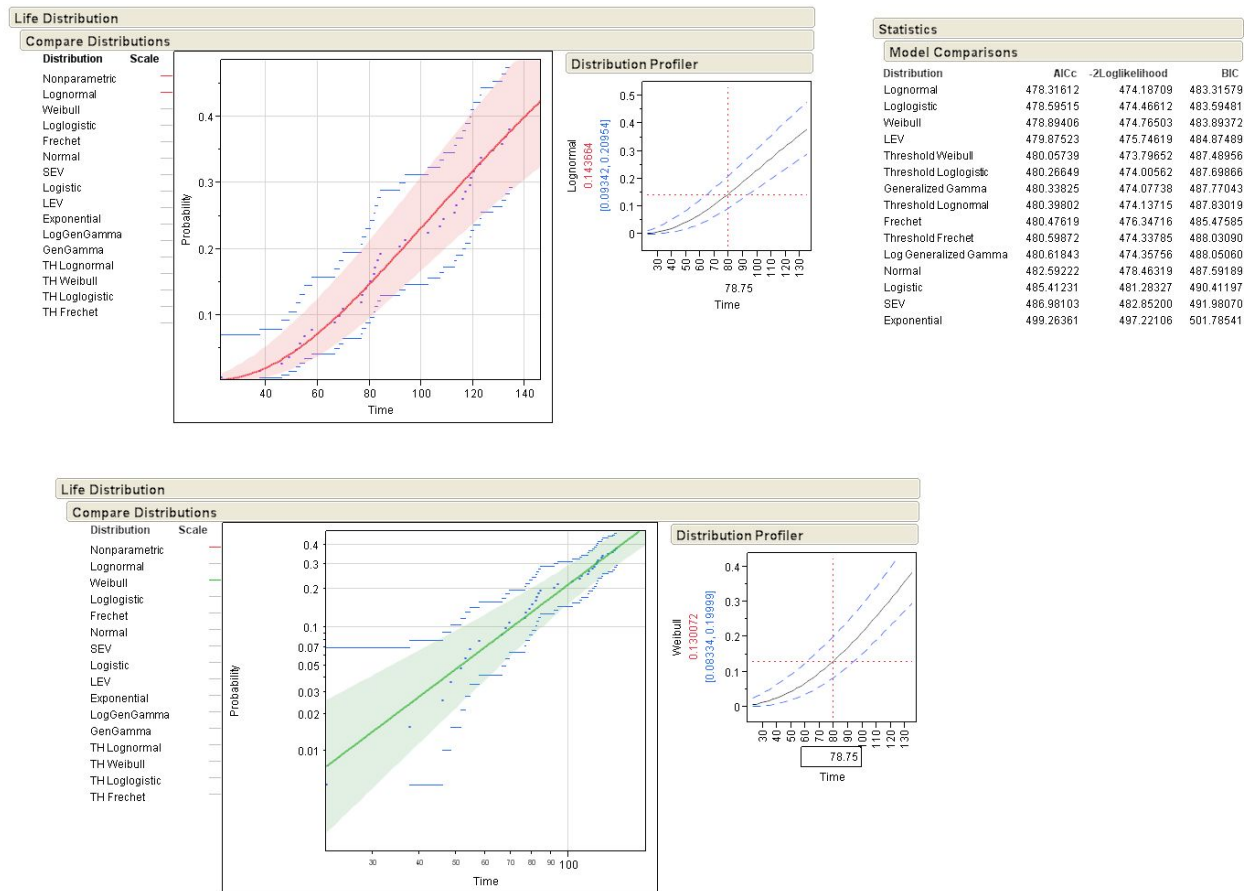 Life Distribution
Compare Distributions
Distribution Scale
Nonparametric
Lognormal
Weibull
Loglogistic
Frechet
Normal
SEV
Logistic
LEV
Exponential
LogGenGamma
GenGamma
TH Lognormal
TH Weibull
TH Loglogistic
TH Frechet
Probability
0.4
0.3
0.2
0.1
40 60 80 100 120 140
Time
Distribution Profiler
Lognormal
0.143664
[0.09342, 0.20954]
0.5
0.4
0.3
0.2
0.1
0
30 40 50 60 70 80 90 100 110 120 130
78.75
Time
Statistics
Model Comparisons
Distribution AICc -2Loglikelihood BIC
Lognormal 478.31612 474.18709 483.31579
Loglogistic 478.59515 474.46612 483.59481
Weibull 478.89406 474.76503 483.89372
LEV 479.87523 475.74619 484.87489
Threshold Weibull 480.05739 473.79652 487.48956
Threshold Loglogistic 480.26649 474.00562 487.69866
Generalized Gamma 480.33825 474.07738 487.77043
Threshold Lognormal 480.39802 474.13715 487.83019
Frechet 480.47619 476.34716 485.47585
Threshold Frechet 480.59872 474.33785 488.03090
Log Generalized Gamma 480.61843 474.35756 488.05060
Normal 482.59222 478.46319 487.59189
Logistic 485.41231 481.28327 490.41197
SEV 486.98103 482.85200 491.98070
Exponential 499.26361 497.22106 501.78541
Life Distribution
Compare Distributions
Distribution Scale
Nonparametric
Lognormal
Weibull
Loglogistic
Frechet
Normal
SEV
Logistic
LEV
Exponential
LogGenGamma
GenGamma
TH Lognormal
TH Weibull
TH Loglogistic
TH Frechet
Probability
0.4
0.3
0.2
0.1
0.07
0.05
0.03
0.02
0.01
30 40 50 60 70 80 90 100
Time
Distribution Profiler
Weibull
0.130072
[0.08334, 0.19999]
0.4
0.3
0.2
0.1
0
30 40 50 60 70 80 90 100 110 120 130
78.75
Time